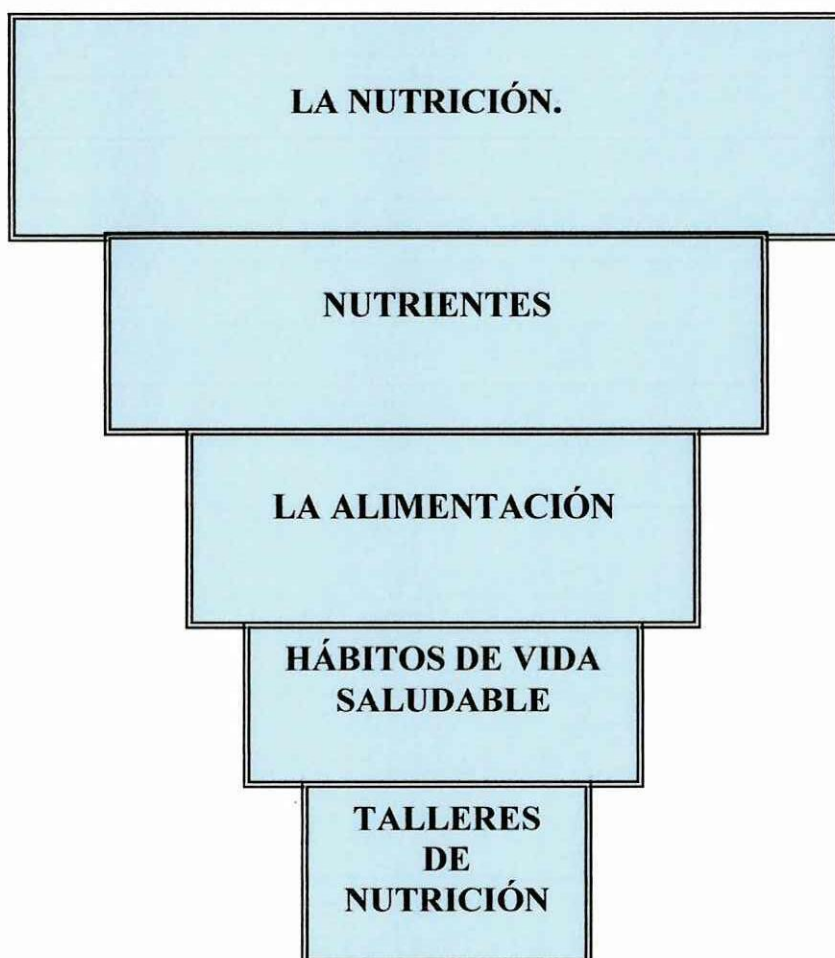 LA NUTRICIÓN.
NUTRIENTES
LA ALIMENTACIÓN
HÁBITOS DE VIDA
SALUDABLE
TALLERES
DE
NUTRICIÓN